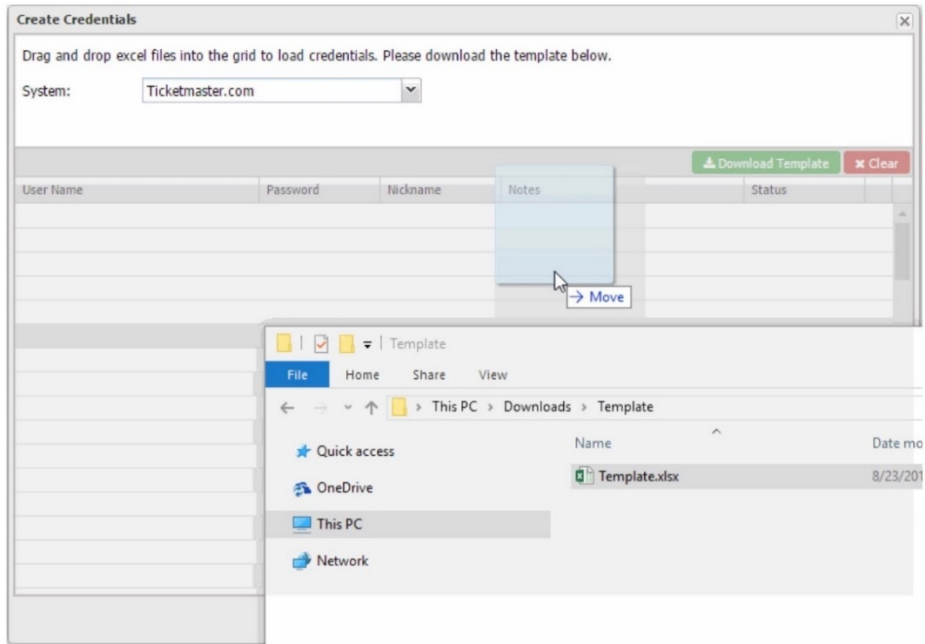 Create Credentials
Drag and drop excel files into the grid to load credentials. Please download the template below.
System: Ticketmaster.com
Download Template Clear
User Name Password Nickname Notes Status
Move
Template
File Home Share View
This PC Downloads Template
Name Date mo
Quick access
Template.xlsx 8/23/201
OneDrive
This PC
Network